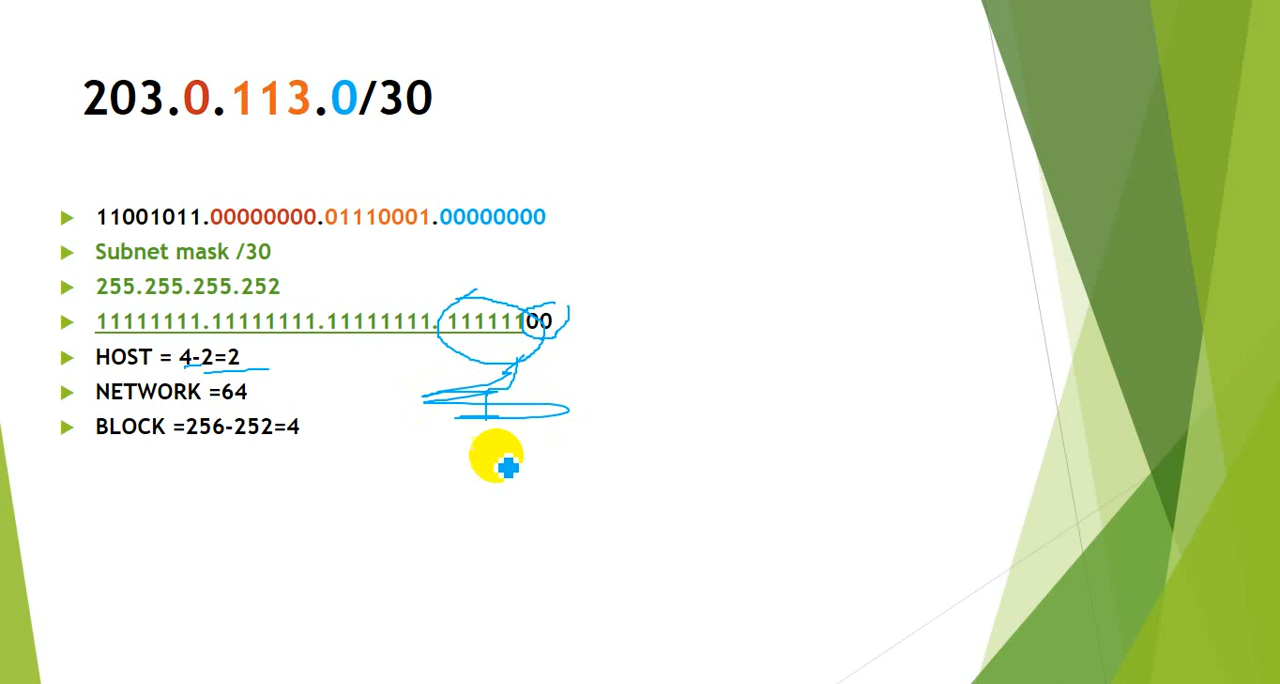 203.0.113.0/30
11001011.00000000.01110001.00000000
Subnet mask /30
255.255.255.252
11111111.11111111.11111111. 11111100
HOST = 4-2=2
NETWORK =64
BLOCK =256-252=4